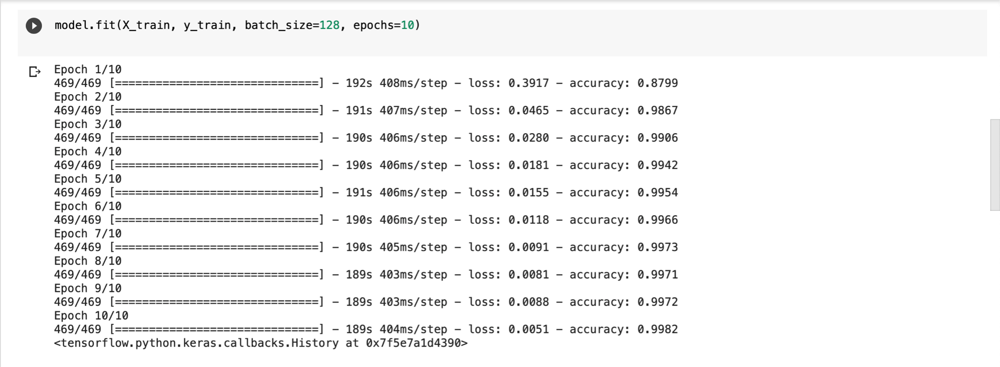 model.fit(X_train, y_train, batch_size=128, epochs=10)
Epoch 1/10
469/469 [==============================] - 192s 408ms/step - loss: 0.3917 - accuracy: 0.8799
Epoch 2/10
469/469 [==============================] - 191s 407ms/step - loss: 0.0465 - accuracy: 0.9867
Epoch 3/10
469/469 [==============================] - 190s 406ms/step - loss: 0.0280 - accuracy: 0.9906
Epoch 4/10
469/469 [==============================] - 190s 406ms/step - loss: 0.0181 - accuracy: 0.9942
Epoch 5/10
469/469 [==============================] - 191s 406ms/step - loss: 0.0155 - accuracy: 0.9954
Epoch 6/10
469/469 [==============================] - 190s 406ms/step - loss: 0.0118 - accuracy: 0.9966
Epoch 7/10
469/469 [==============================] - 190s 405ms/step - loss: 0.0091 - accuracy: 0.9973
Epoch 8/10
469/469 [==============================] - 189s 403ms/step - loss: 0.0081 - accuracy: 0.9971
Epoch 9/10
469/469 [==============================] - 189s 403ms/step - loss: 0.0088 - accuracy: 0.9972
Epoch 10/10
469/469 [==============================] - 189s 404ms/step - loss: 0.0051 - accuracy: 0.9982
<tensorflow.python.keras.callbacks.History at 0x7f5e7a1d4390>